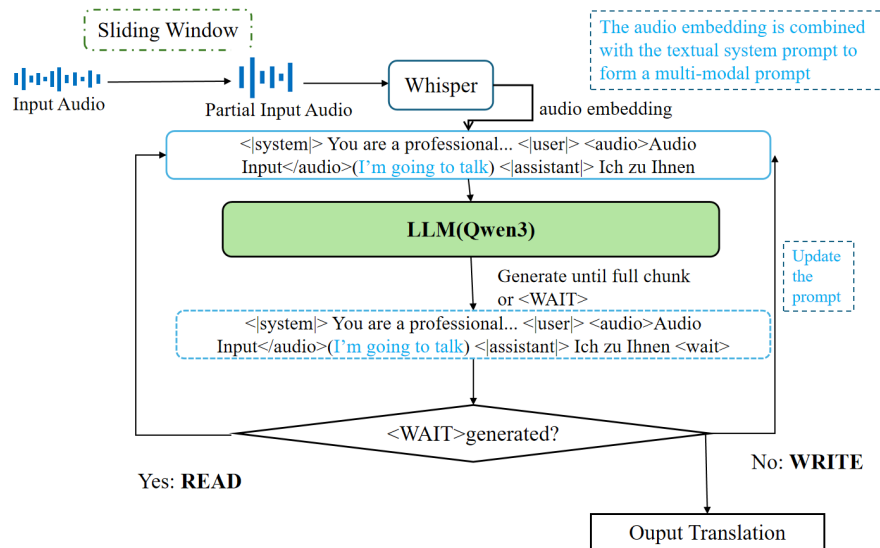 Sliding Window
The audio embedding is combined
with the textual system prompt to
form a multi-modal prompt
Input Audio
Partial Input Audio
Whisper
audio embedding
<|system|> You are a professional... <|user|> <audio>Audio
Input</audio>(I'm going to talk) <|assistant|> Ich zu Ihnen
LLM(Qwen3)
Generate until full chunk
or <WAIT>
Update
the
prompt
<|system|> You are a professional... <|user|> <audio>Audio
Input</audio>(I'm going to talk) <|assistant|> Ich zu Ihnen <wait>
<WAIT>generated?
Yes: READ
No: WRITE
Ouput Translation